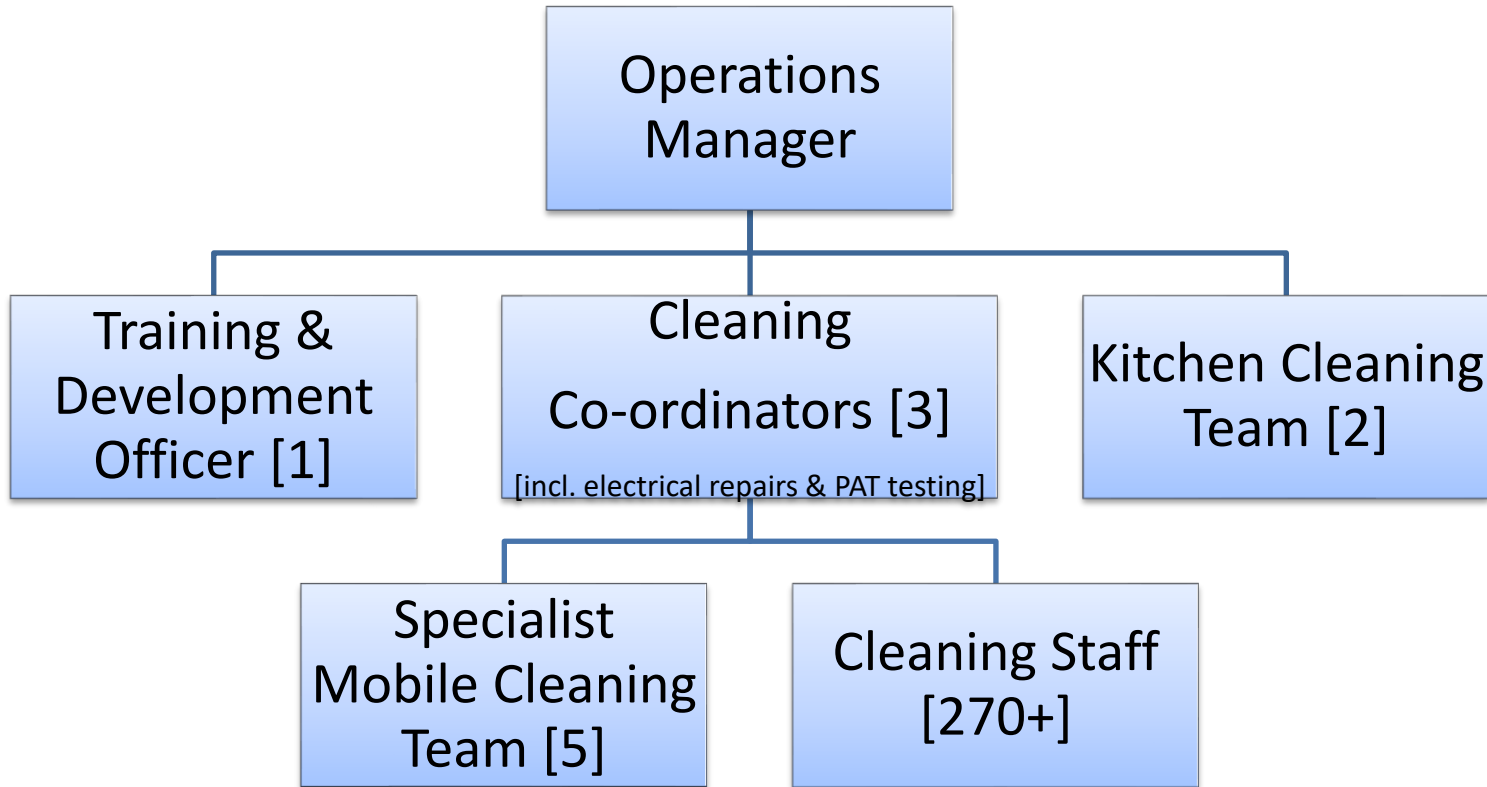 Operations
Manager
Training &
Development
Officer [1]
Cleaning
Co-ordinators [3]
[incl. electrical repairs & PAT testing]
Kitchen Cleaning
Team [2]
Specialist
Mobile Cleaning
Team [5]
Cleaning Staff
[270+]